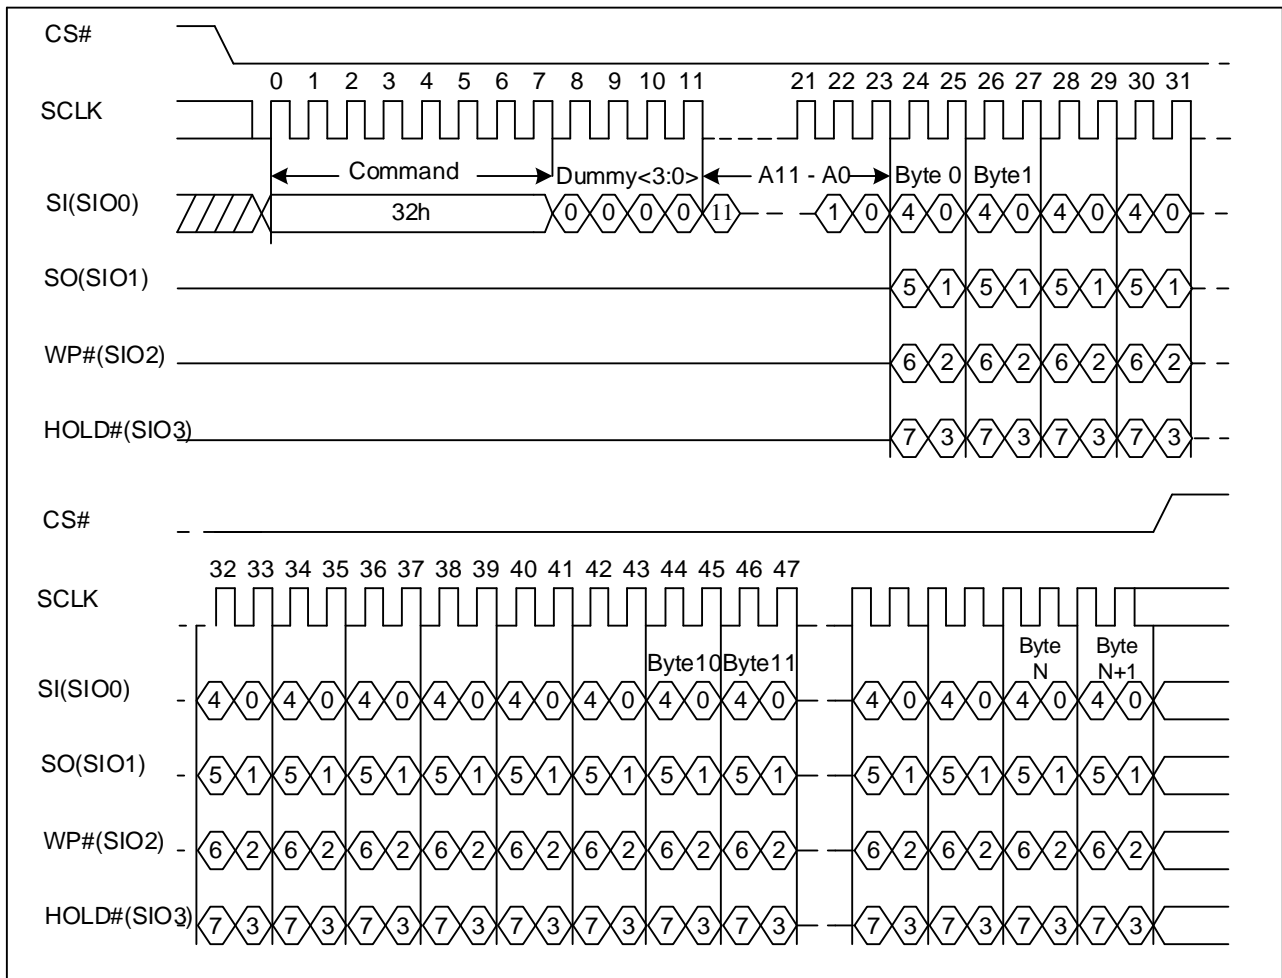 CS#
0 1 2 3 4 5 6 7 8 9 10 11 21 22 23 24 25 26 27 28 29 30 31
SCLK
Command Dummy<3:0> A11 - A0 Byte 0 Byte1
SI(SIO0) 32h 0 0 0 0 11 1 0 4 0 4 0 4 0 4 0
SO(SIO1) 5 1 5 1 5 1 5 1
WP#(SIO2) 6 2 6 2 6 2 6 2
HOLD#(SIO3) 7 3 7 3 7 3 7 3
CS#
32 33 34 35 36 37 38 39 40 41 42 43 44 45 46 47
SCLK
Byte10 Byte11 Byte N Byte N+1
SI(SIO0) 4 0 4 0 4 0 4 0 4 0 4 0 4 0 4 0 4 0 4 0 4 0 4 0
SO(SIO1) 5 1 5 1 5 1 5 1 5 1 5 1 5 1 5 1 5 1 5 1 5 1 5 1
WP#(SIO2) 6 2 6 2 6 2 6 2 6 2 6 2 6 2 6 2 6 2 6 2 6 2 6 2
HOLD#(SIO3) 7 3 7 3 7 3 7 3 7 3 7 3 7 3 7 3 7 3 7 3 7 3 7 3